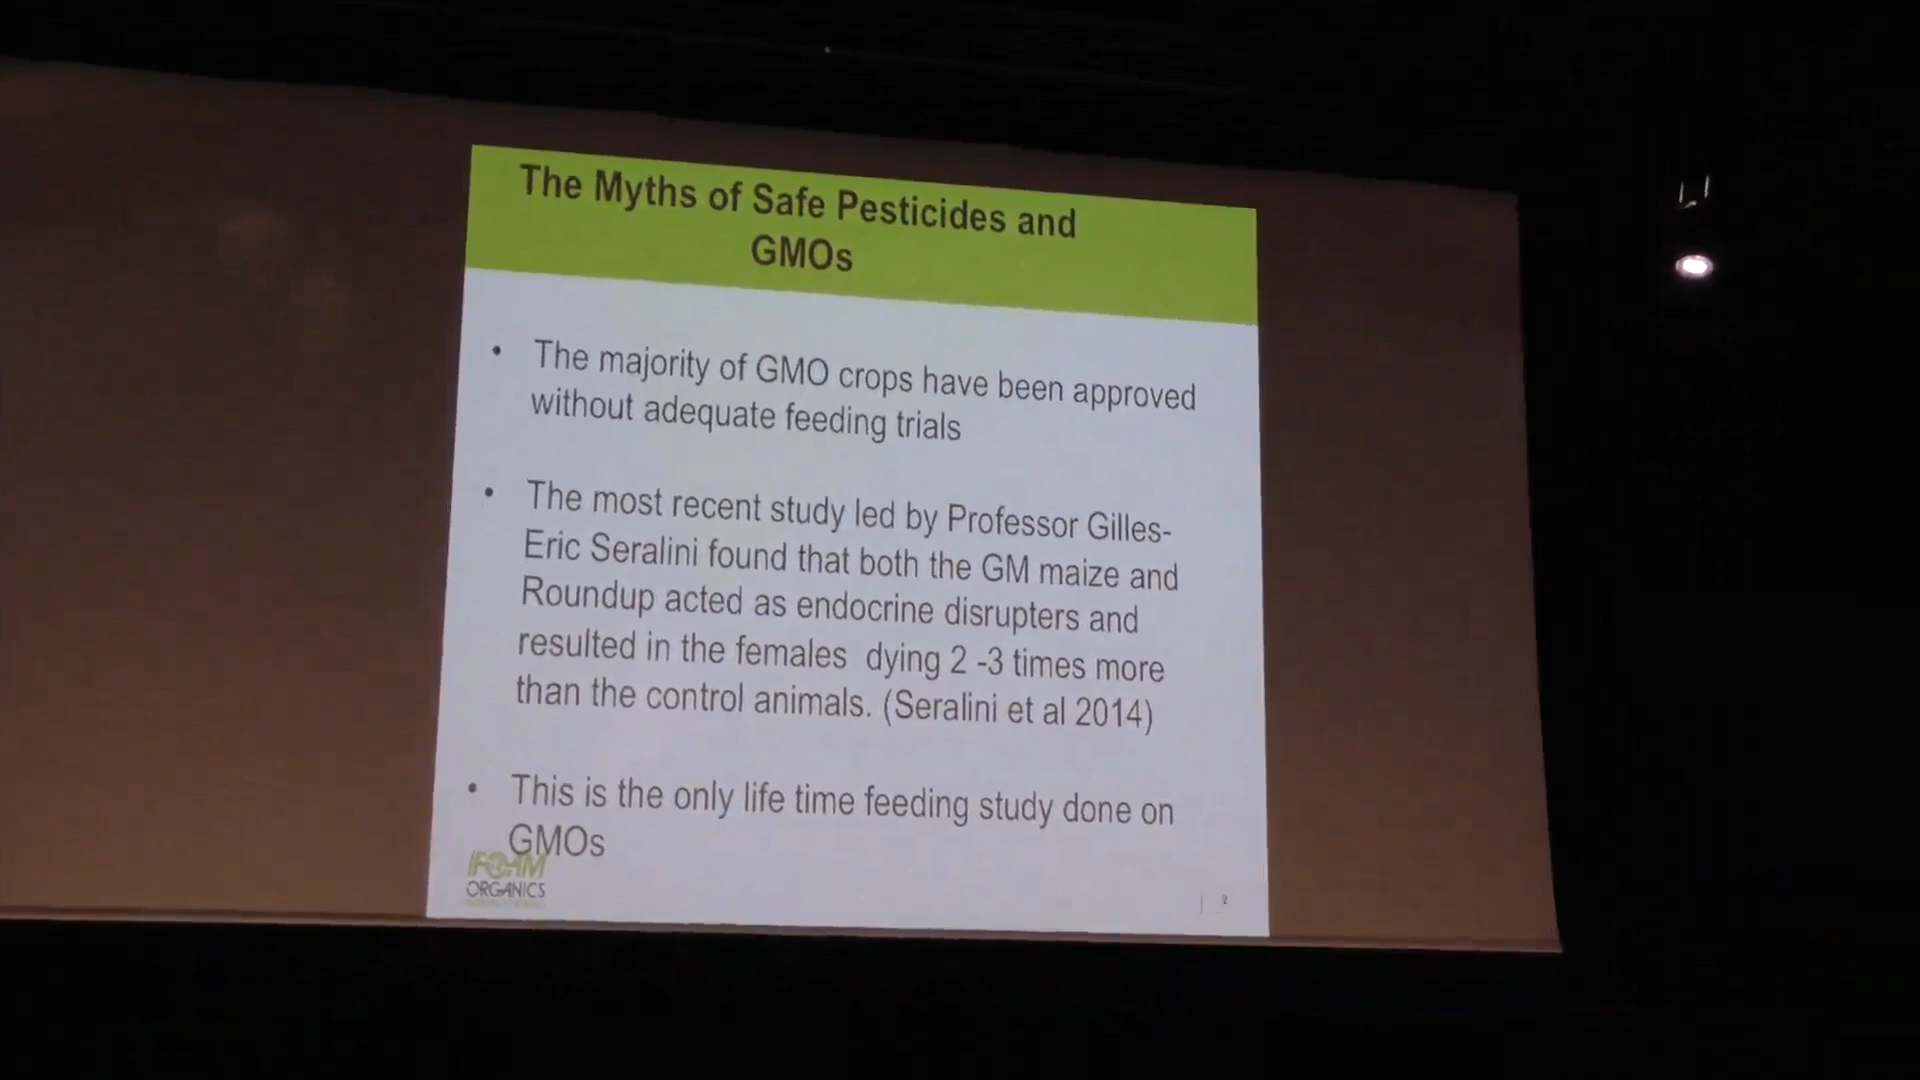 The Myths of Safe Pesticides and
GMOs
• The majority of GMO crops have been approved
without adequate feeding trials
• The most recent study led by Professor Gilles-
Eric Seralini found that both the GM maize and
Roundup acted as endocrine disrupters and
resulted in the females dying 2 -3 times more
than the control animals. (Seralini et al 2014)
• This is the only life time feeding study done on
GMOs
IFOAM
ORGANICS
2